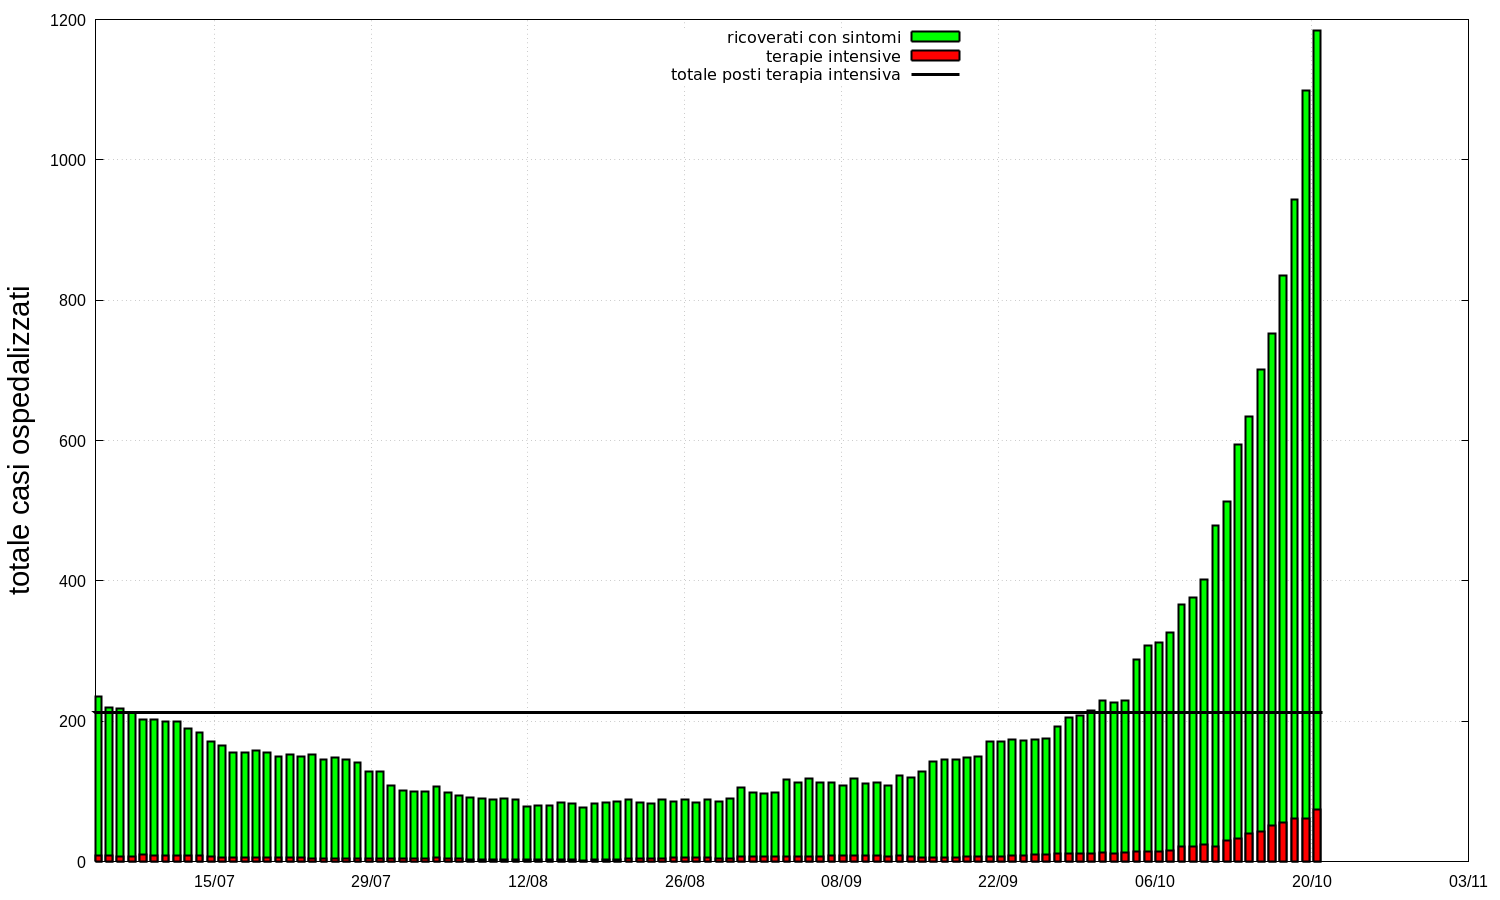 ricoverati con sintomi
terapie intensive
totale posti terapia intensiva
totale casi ospedalizzati
1200
1000
800
600
400
200
0
15/07 29/07 12/08 26/08 08/09 22/09 06/10 20/10 03/11